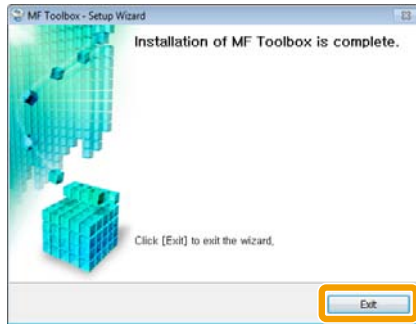 MF Toolbox - Setup Wizard
Installation of MF Toolbox is complete.
Click [Exit] to exit the wizard.
Exit